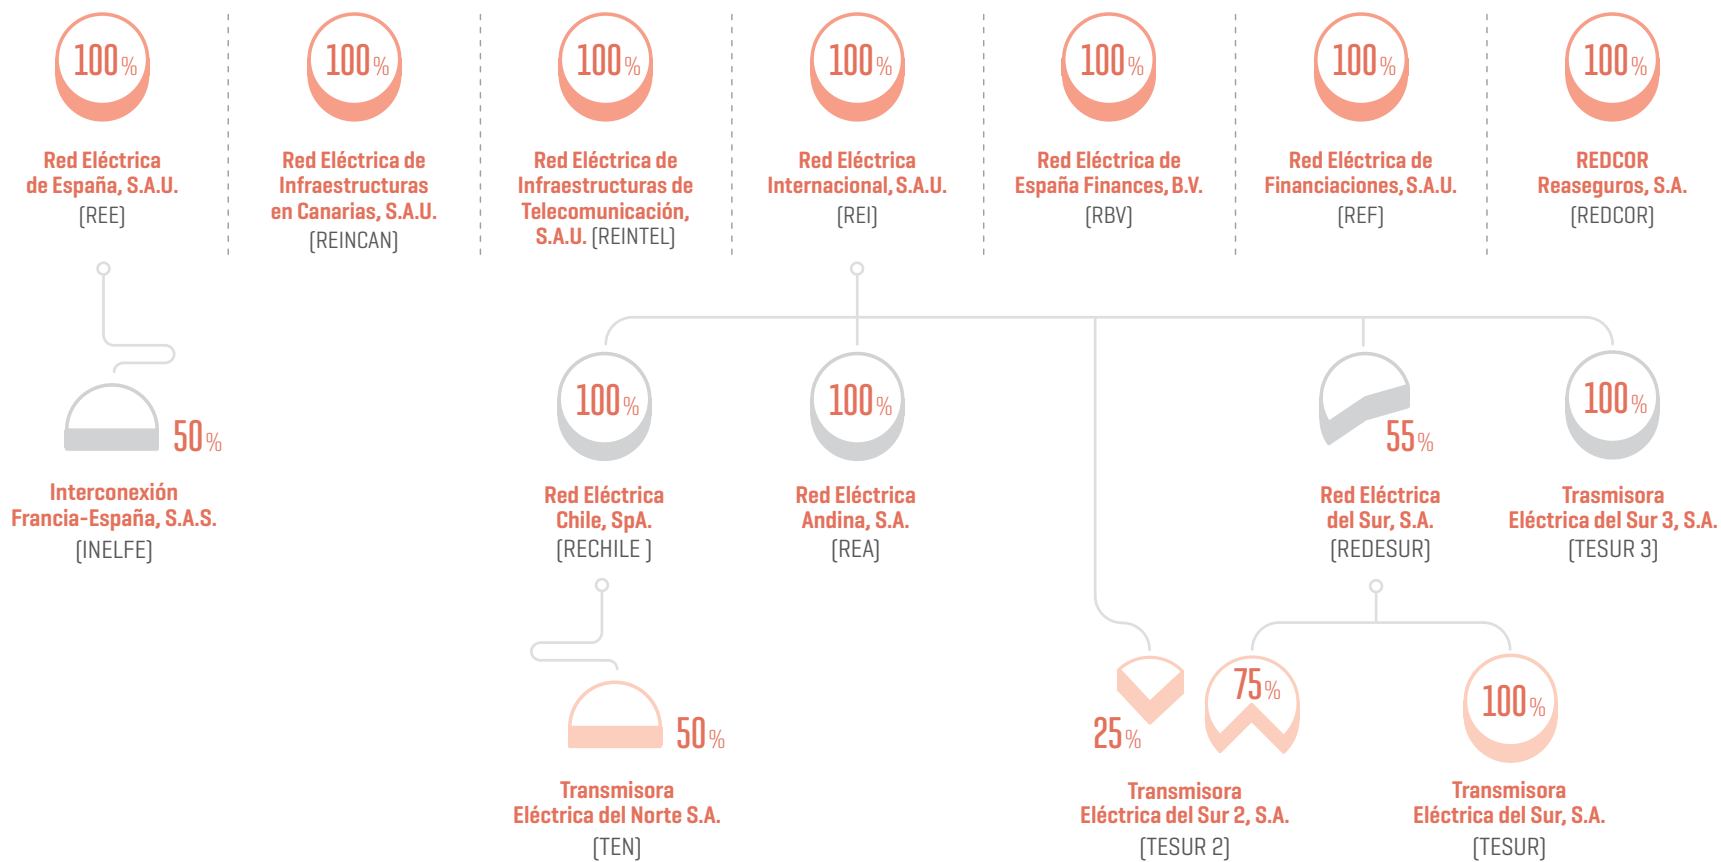 100%
Red Eléctrica
de España, S.A.U.
(REE)
100%
Red Eléctrica de
Infraestructuras
en Canarias, S.A.U.
(REINCAN)
100%
Red Eléctrica de
Infraestructuras de
Telecomunicación,
S.A.U. (REINTEL)
100%
Red Eléctrica
Internacional, S.A.U.
(REI)
100%
Red Eléctrica de
España Finances, B.V.
(RBV)
100%
Red Eléctrica de
Financiaciones, S.A.U.
(REF)
100%
REDCOR
Reaseguros, S.A.
(REDCOR)
50%
Interconexión
Francia-España, S.A.S.
(INELFE)
100%
Red Eléctrica
Chile, SpA.
(RECHILE )
100%
Red Eléctrica
Andina, S.A.
(REA)
55%
Red Eléctrica
del Sur, S.A.
(REDESUR)
100%
Trasmisora
Eléctrica del Sur 3, S.A.
(TESUR 3)
50%
Transmisora
Eléctrica del Norte S.A.
(TEN)
25%
75%
Transmisora
Eléctrica del Sur 2, S.A.
(TESUR 2)
100%
Transmisora
Eléctrica del Sur, S.A.
(TESUR)